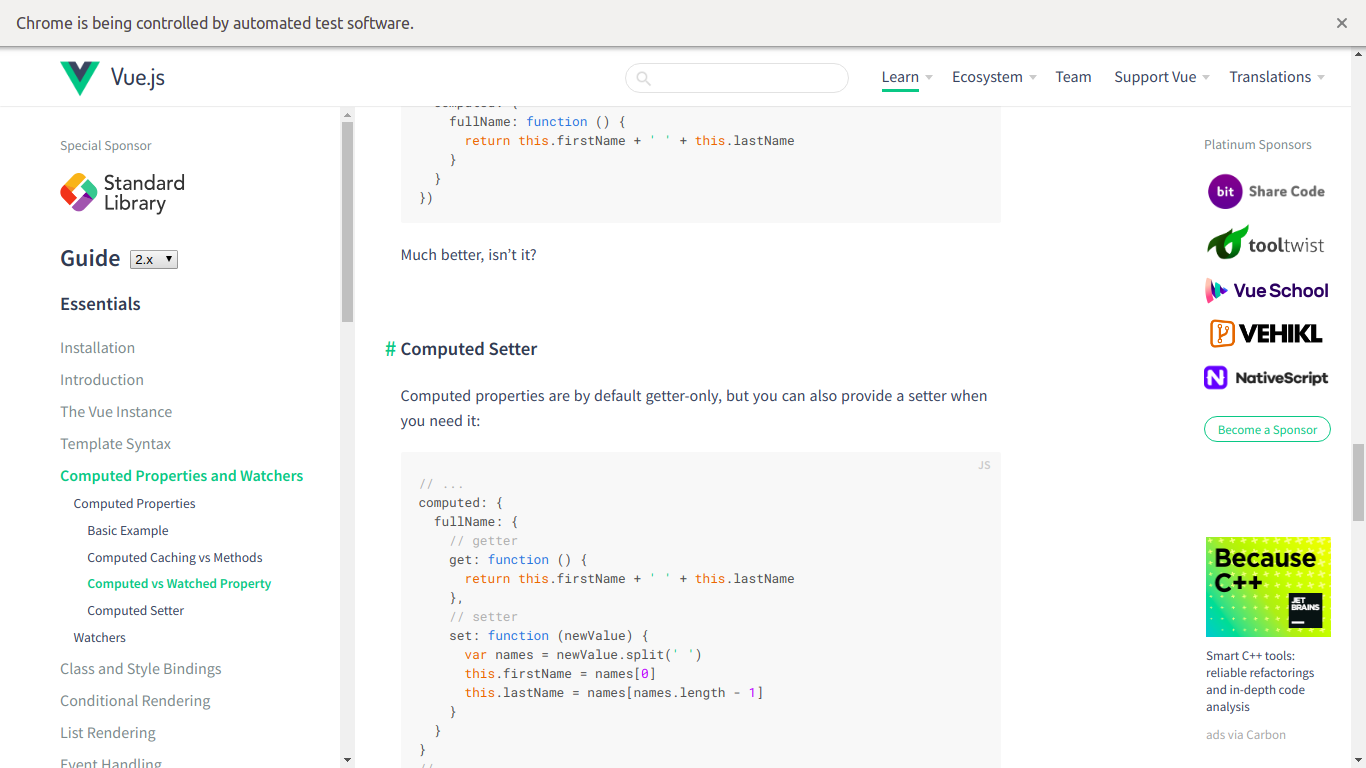 Chrome is being controlled by automated test software.
Vue.js
Learn
Ecosystem
Team
Support Vue
Translations
Special Sponsor
Standard
Library
Guide
2.x
Essentials
Installation
Introduction
The Vue Instance
Template Syntax
Computed Properties and Watchers
Computed Properties
Basic Example
Computed Caching vs Methods
Computed vs Watched Property
Computed Setter
Watchers
Class and Style Bindings
Conditional Rendering
List Rendering
Event Handling
computed: {
fullName: function () {
return this.firstName + ' ' + this.lastName
}
}
})
Much better, isn’t it?
# Computed Setter
Computed properties are by default getter-only, but you can also provide a setter when
you need it:
JS
// ...
computed: {
fullName: {
// getter
get: function () {
return this.firstName + ' ' + this.lastName
},
// setter
set: function (newValue) {
var names = newValue.split(' ')
this.firstName = names[0]
this.lastName = names[names.length - 1]
}
}
}
//
Platinum Sponsors
bit Share Code
tooltwist
Vue School
VEHIKL
NativeScript
Become a Sponsor
Because
C++
JET
BRAINS
Smart C++ tools:
reliable refactorings
and in-depth code
analysis
ads via Carbon